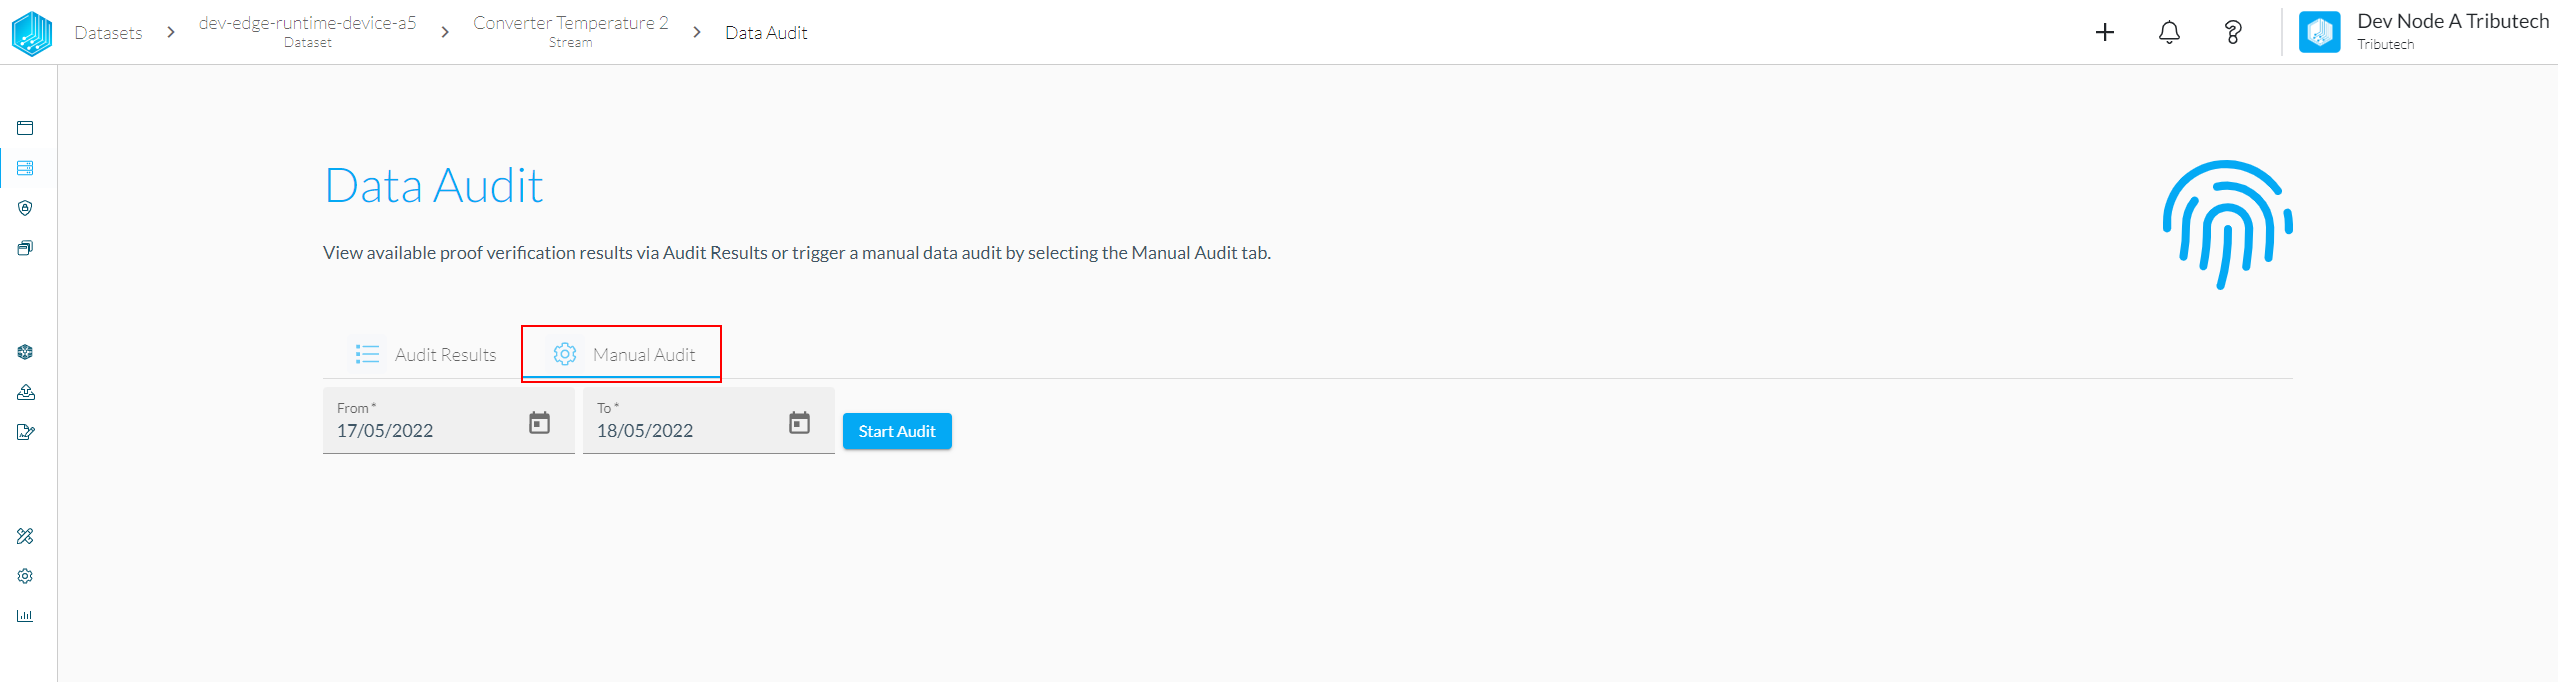 Datasets
dev-edge-runtime-device-a5
Dataset
Converter Temperature 2
Stream
Data Audit
Dev Node A Tributech
Tributech
Data Audit
View available proof verification results via Audit Results or trigger a manual data audit by selecting the Manual Audit tab.
Audit Results
Manual Audit
From *
17/05/2022
To *
18/05/2022
Start Audit